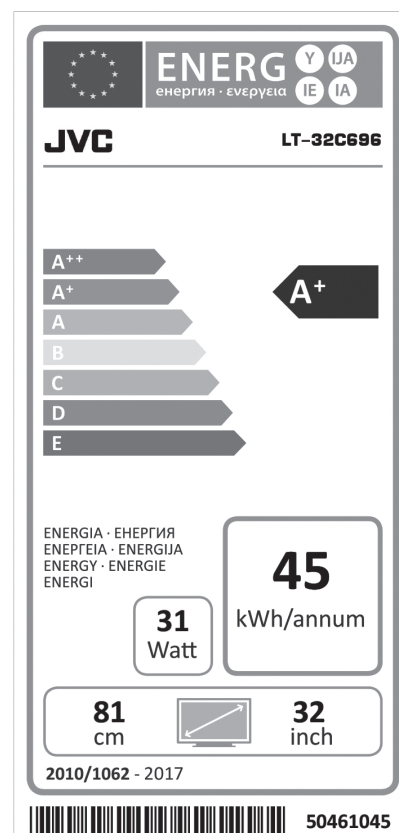 ENERG Y IJA
енергия · ενεργεια IE IA
JVC LT-32C696
A++
A+ A+
A
B
C
D
E
ENERGIA · ЕНЕРГИЯ
ΕΝΕΡΓΕΙΑ · ENERGIJA
ENERGY · ENERGIE
ENERGI
45
kWh/annum
31
Watt
81
cm
32
inch
2010/1062 - 2017
50461045